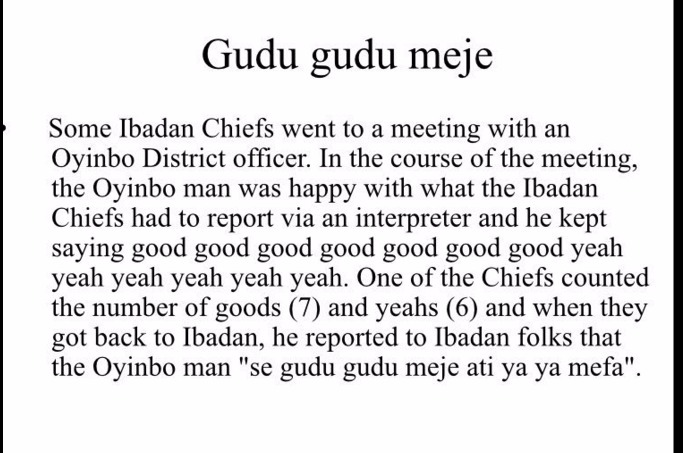 Gudu gudu meje
Some Ibadan Chiefs went to a meeting with an
Oyinbo District officer. In the course of the meeting,
the Oyinbo man was happy with what the Ibadan
Chiefs had to report via an interpreter and he kept
saying good good good good good good good yeah
yeah yeah yeah yeah yeah. One of the Chiefs counted
the number of goods (7) and yeahs (6) and when they
got back to Ibadan, he reported to Ibadan folks that
the Oyinbo man "se gudu gudu meje ati ya ya mefa".